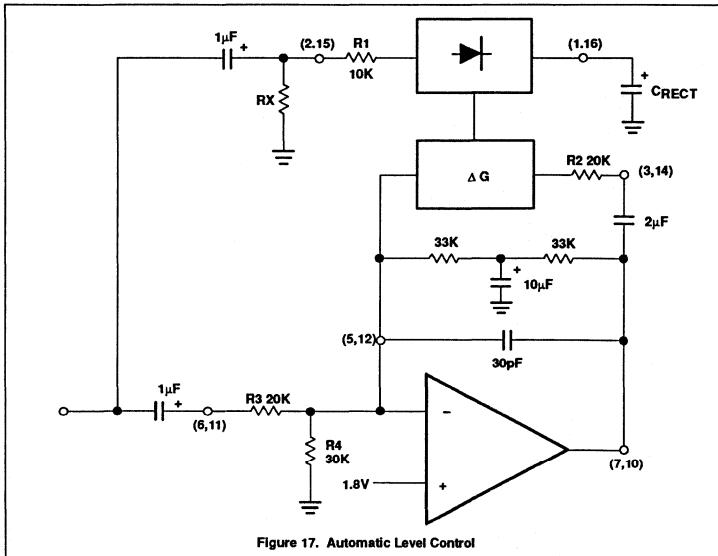 1μF
+
(2.15)
R1
10K
(1.16)
+
CRECT
RX
ΔG
R2 20K
(3,14)
2μF
33K
33K
+
10μF
(5,12)
30pF
1μF
+
R3 20K
(6,11)
R4
30K
−
1.8V
+
(7,10)
Figure 17. Automatic Level Control